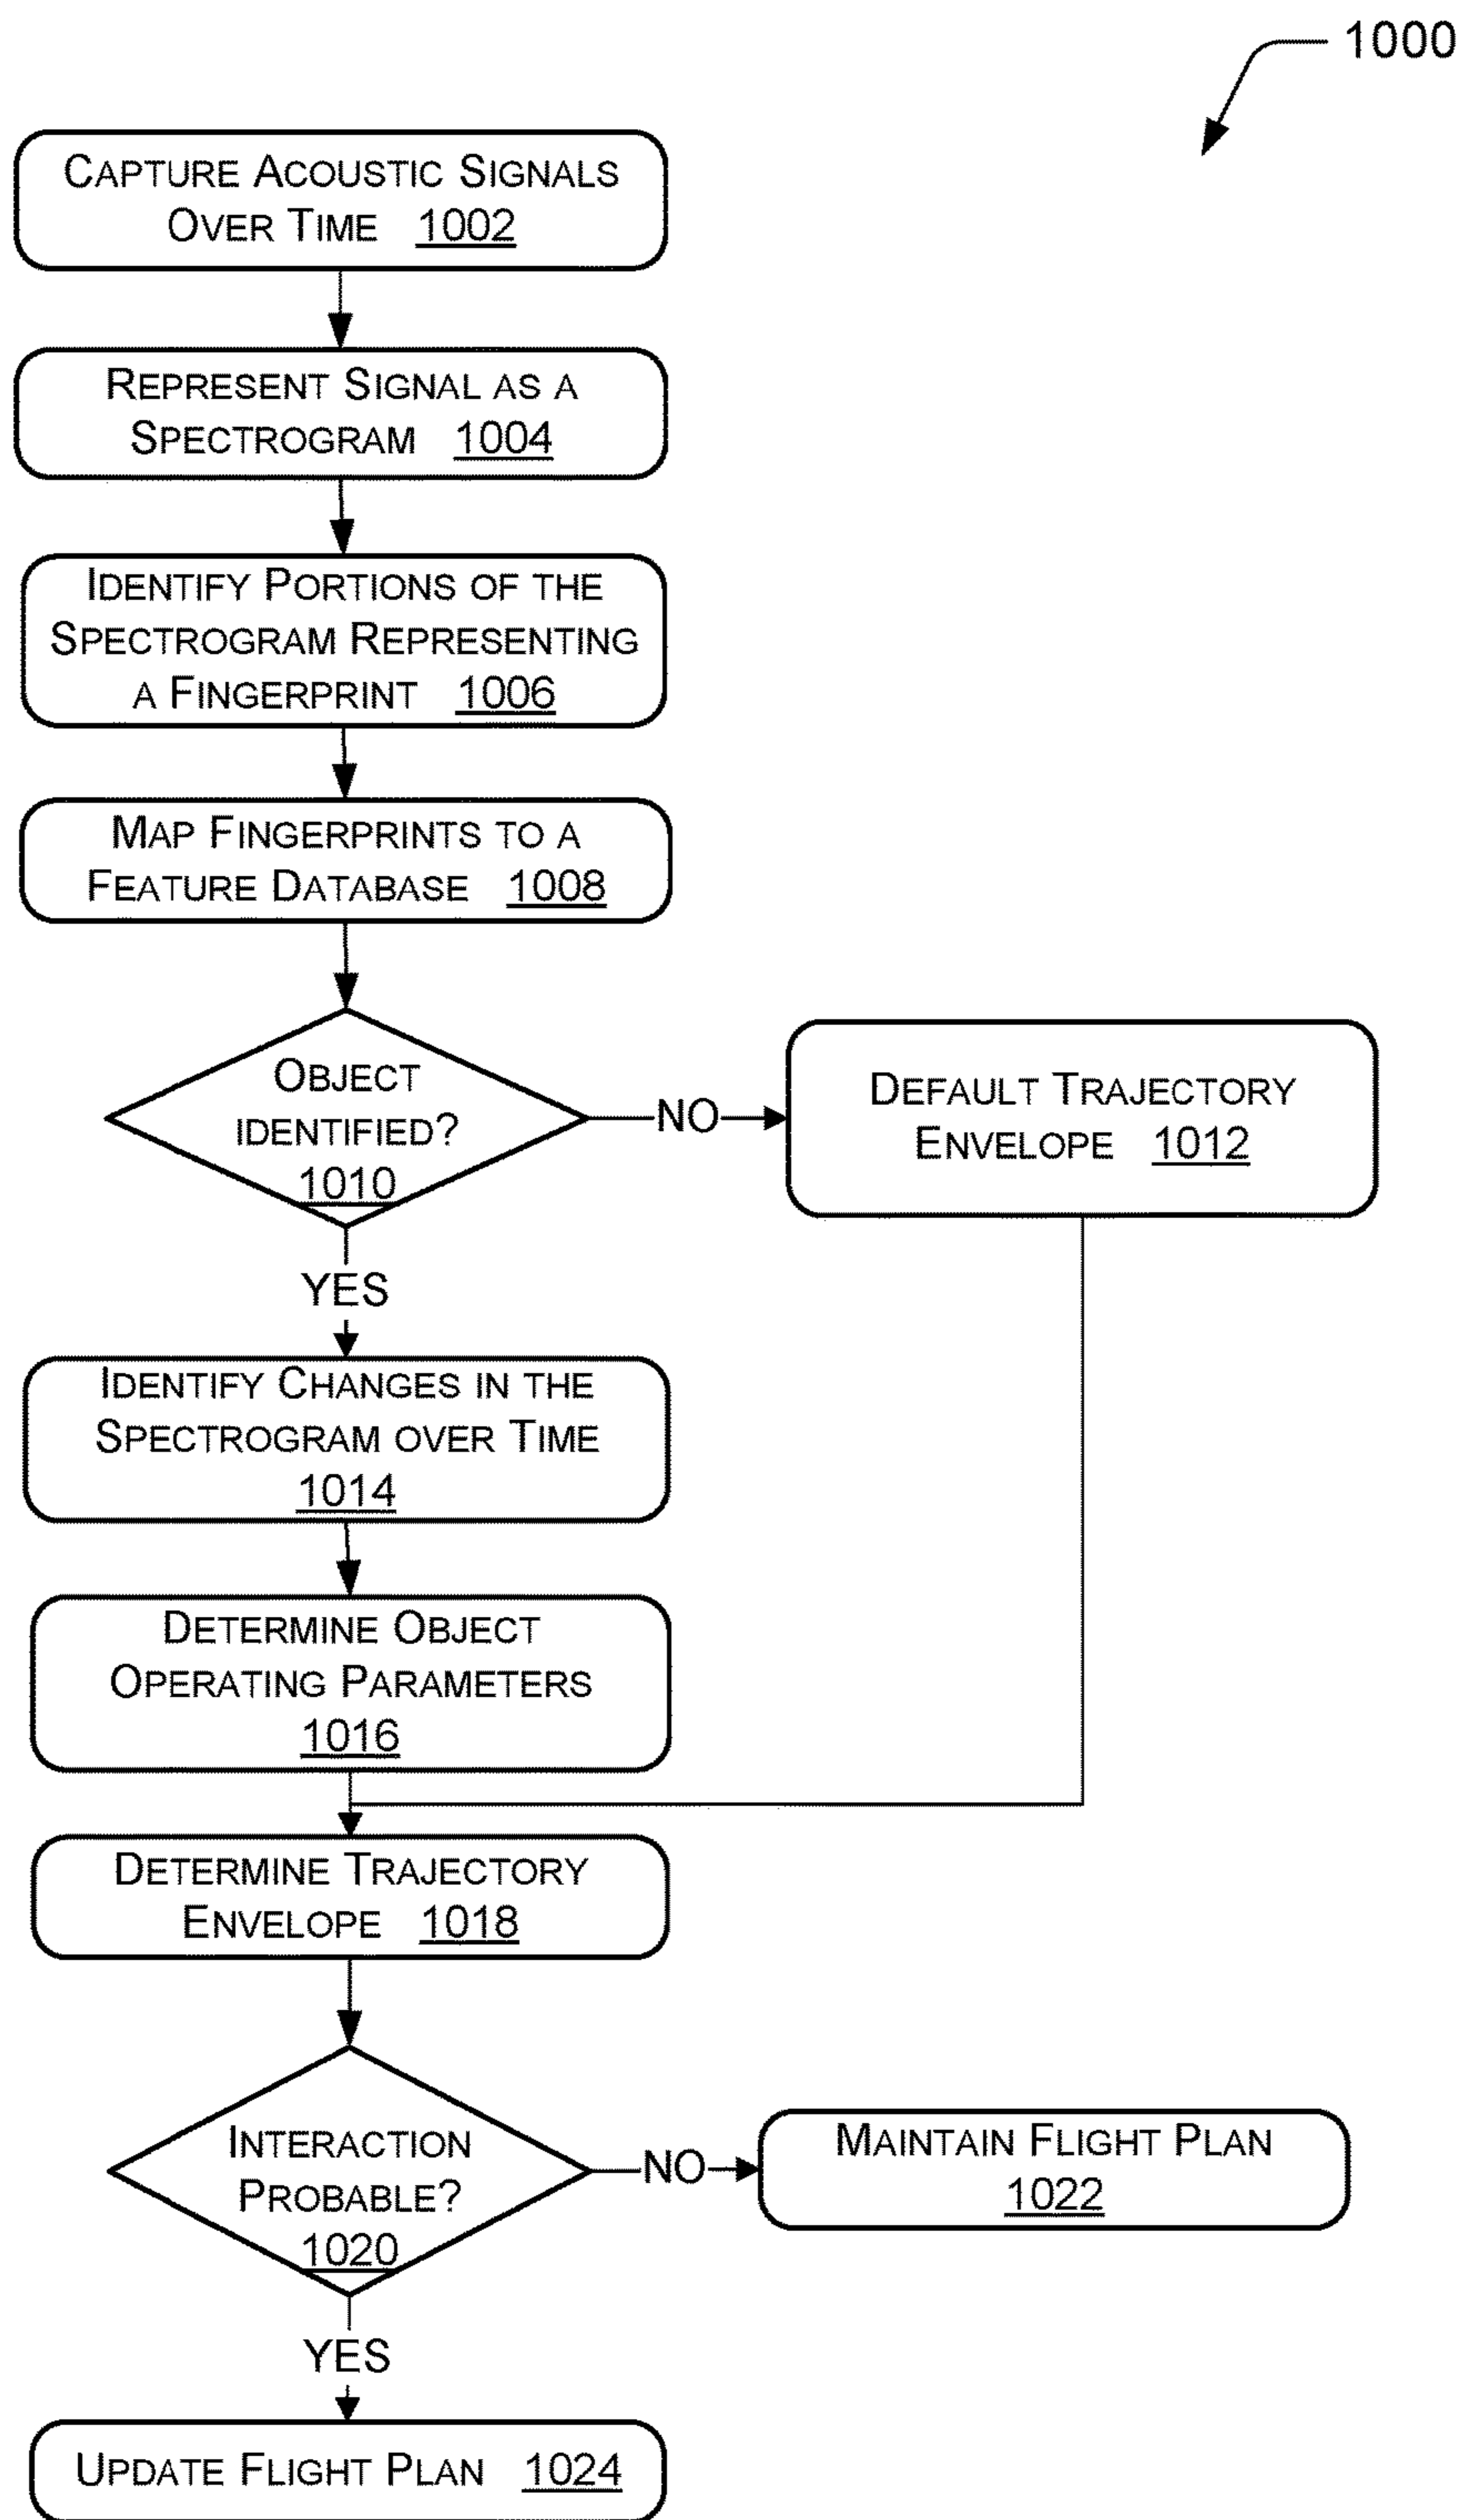 1000
CAPTURE ACOUSTIC SIGNALS
OVER TIME 1002
REPRESENT SIGNAL AS A
SPECTROGRAM 1004
IDENTIFY PORTIONS OF THE
SPECTROGRAM REPRESENTING
A FINGERPRINT 1006
MAP FINGERPRINTS TO A
FEATURE DATABASE 1008
OBJECT
IDENTIFIED?
1010
NO
DEFAULT TRAJECTORY
ENVELOPE 1012
YES
IDENTIFY CHANGES IN THE
SPECTROGRAM OVER TIME
1014
DETERMINE OBJECT
OPERATING PARAMETERS
1016
DETERMINE TRAJECTORY
ENVELOPE 1018
INTERACTION
PROBABLE?
1020
NO
MAINTAIN FLIGHT PLAN
1022
YES
UPDATE FLIGHT PLAN 1024